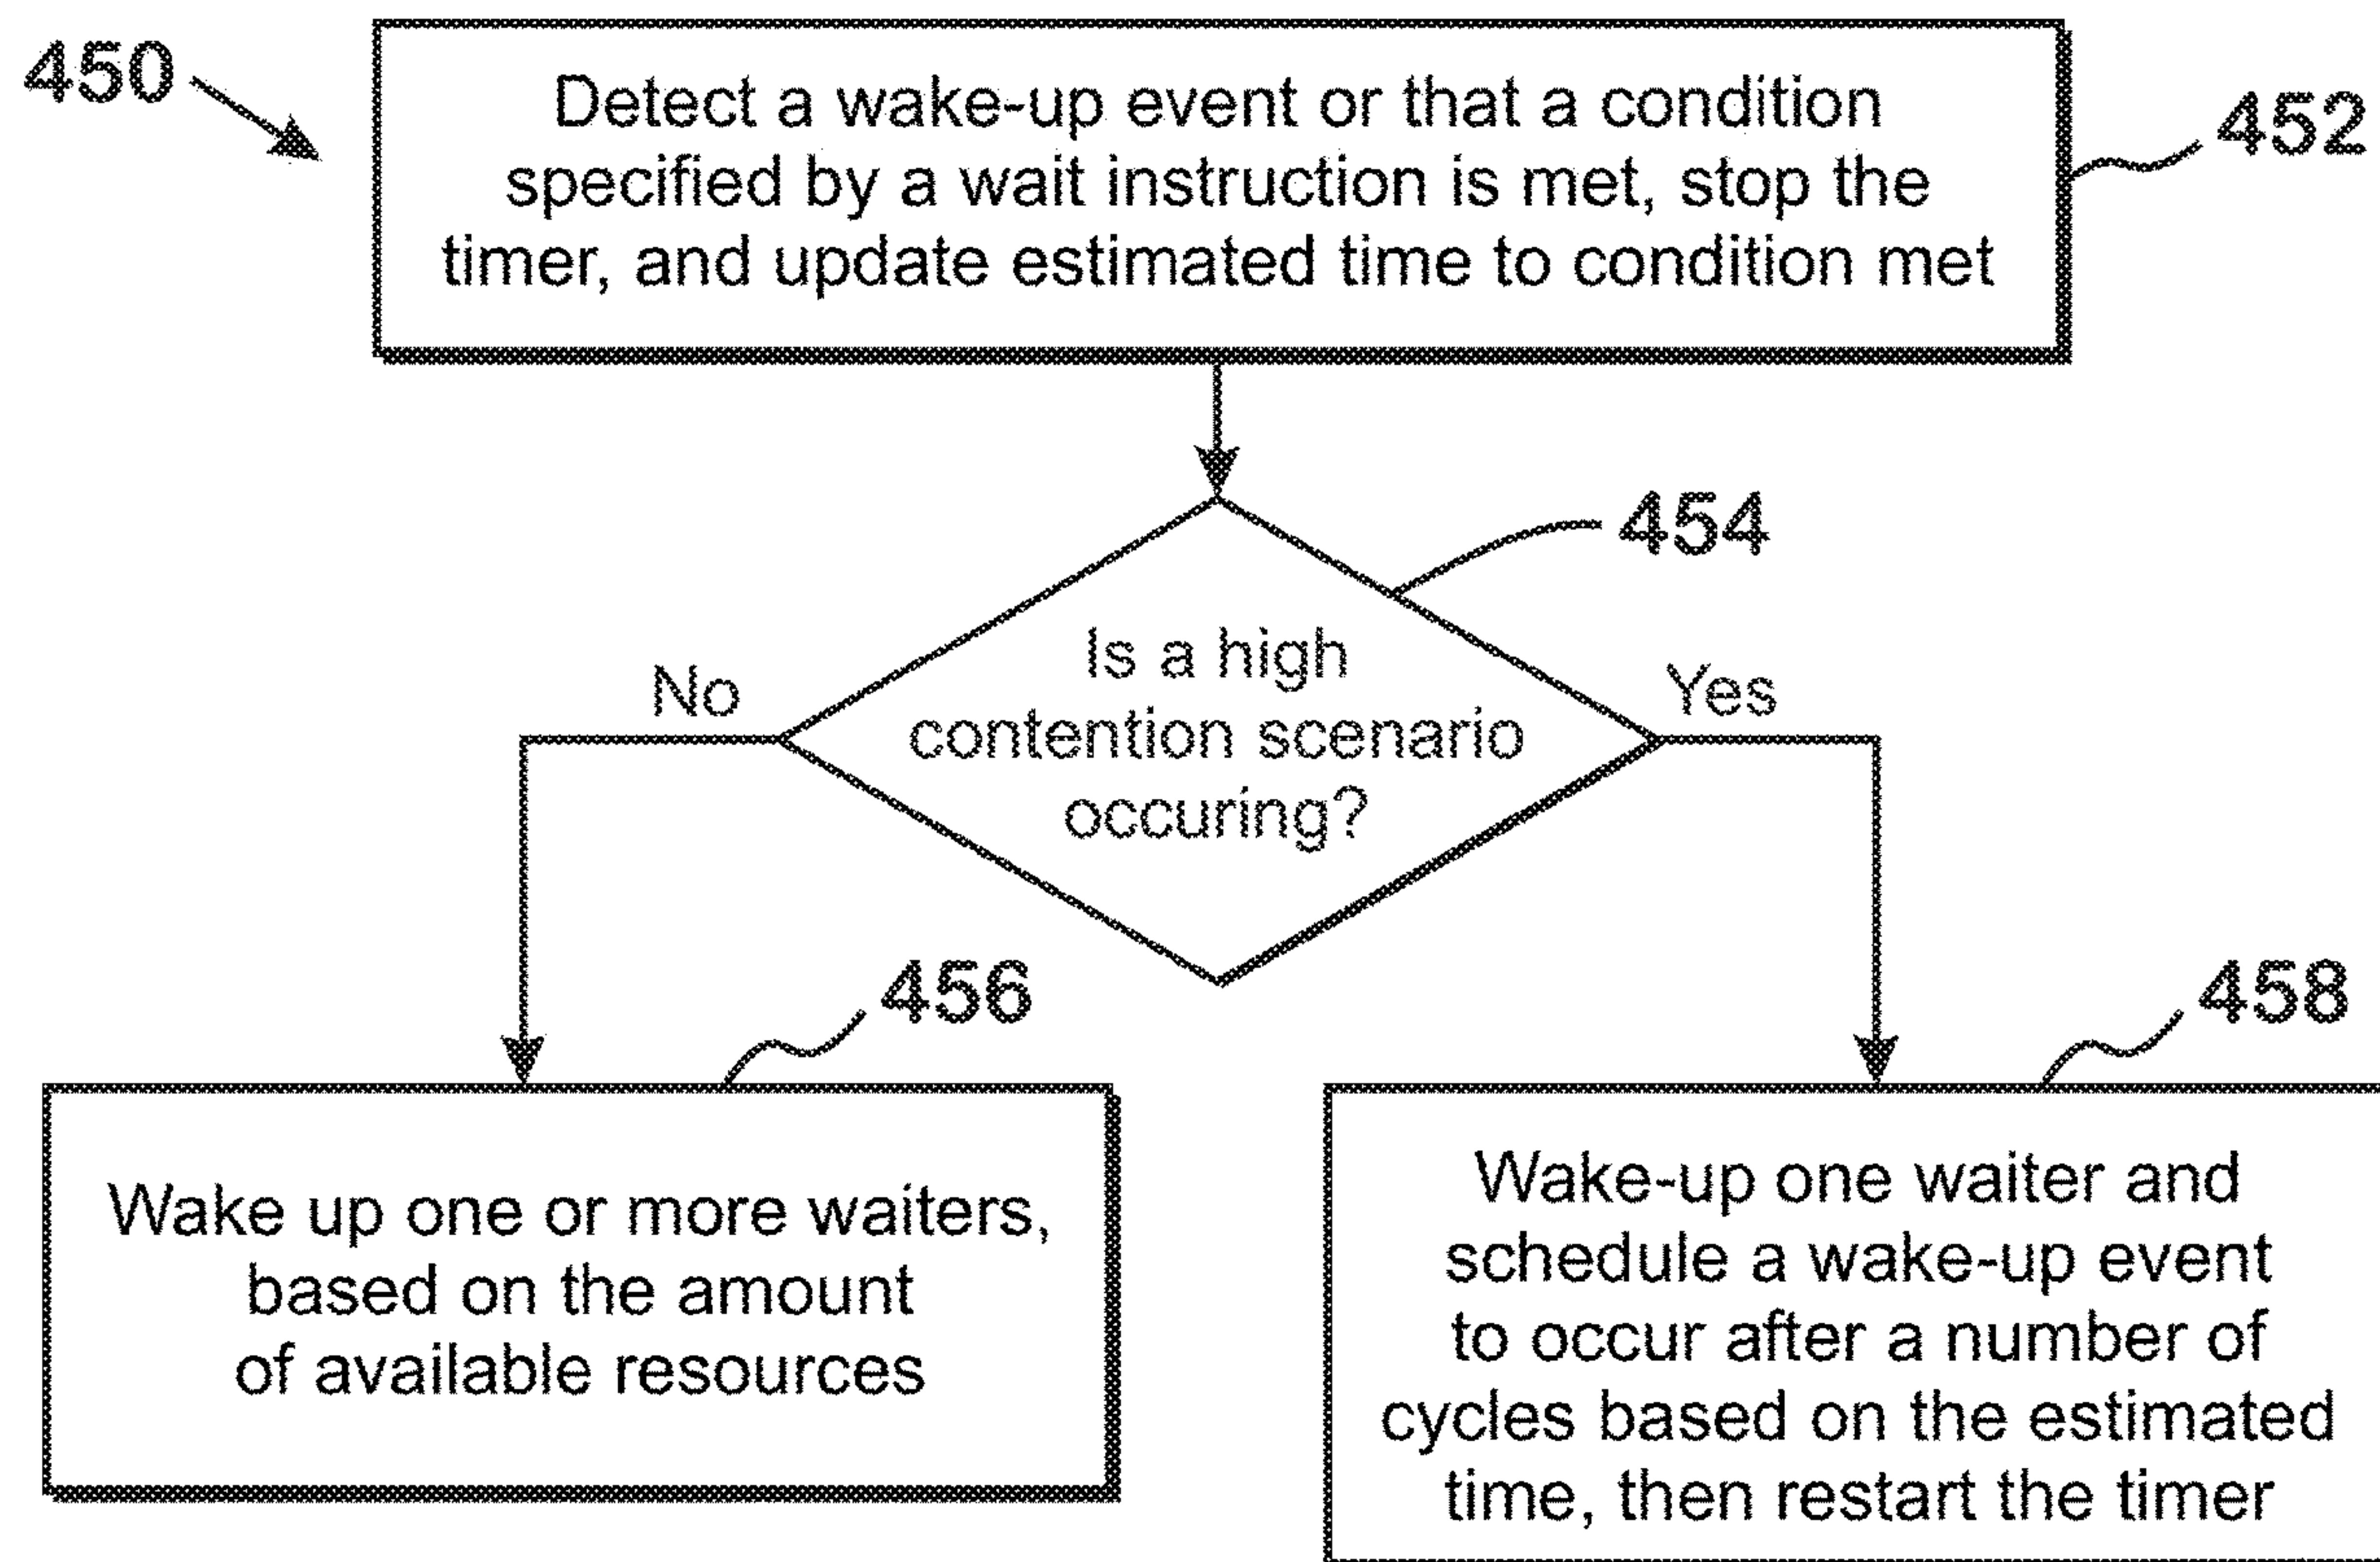 450
Detect a wake-up event or that a condition
specified by a wait instruction is met, stop the
timer, and update estimated time to condition met
452
454
Is a high
contention scenario
occuring?
No
Yes
456
458
Wake up one or more waiters,
based on the amount
of available resources
Wake-up one waiter and
schedule a wake-up event
to occur after a number of
cycles based on the estimated
time, then restart the timer